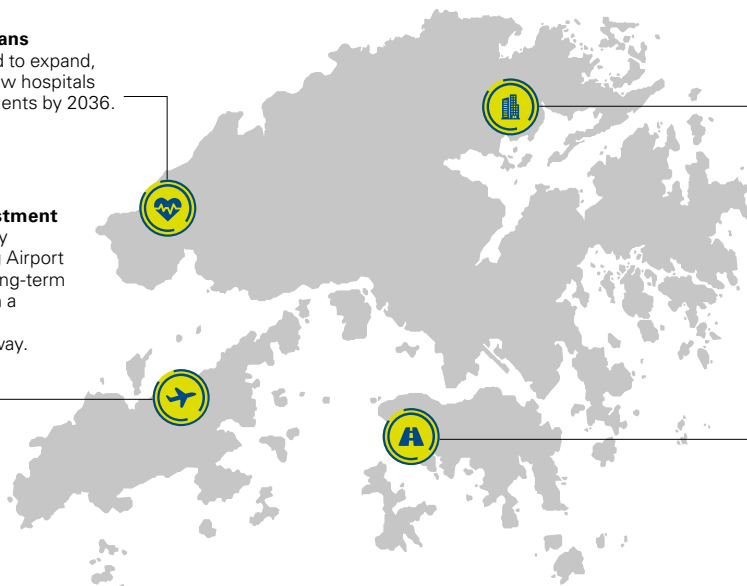 ans
d to expand,
w hospitals
ents by 2036.
stment
y
Airport
ng-term
a
way.